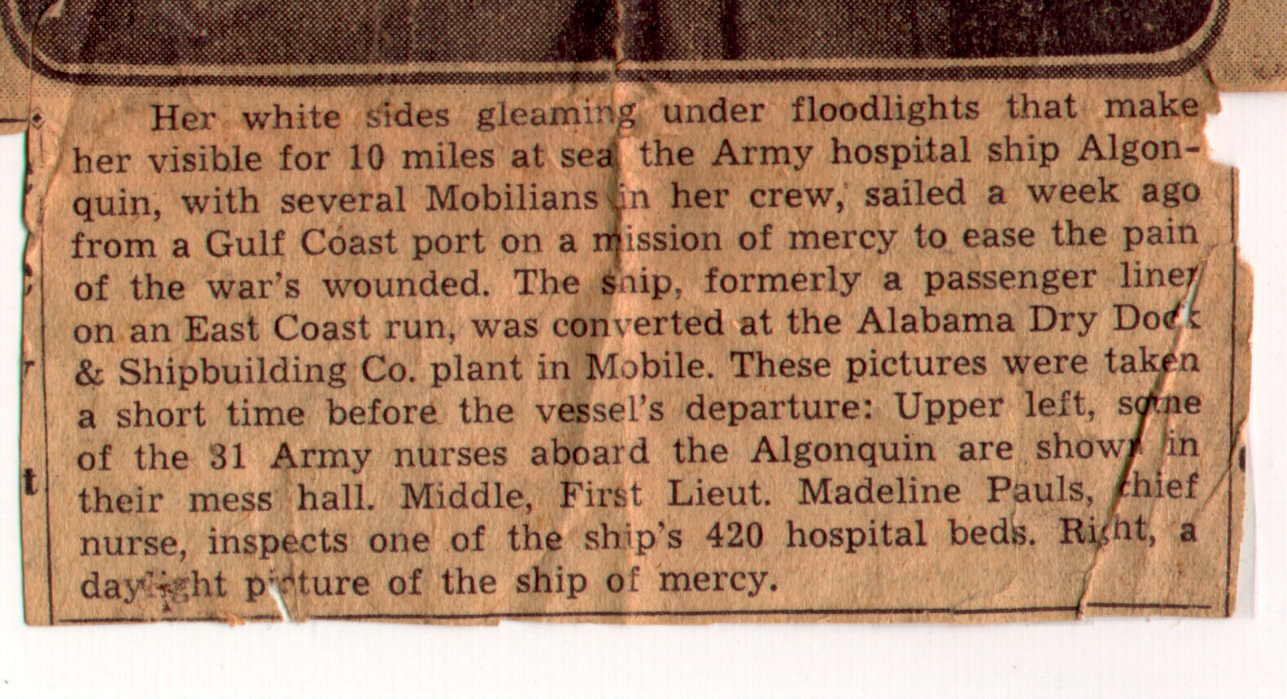 Her white sides gleaming under floodlights that make
her visible for 10 miles at sea, the Army hospital ship Algon-
quin, with several Mobilians in her crew, sailed a week ago
from a Gulf Coast port on a mission of mercy to ease the pain
of the war's wounded. The ship, formerly a passenger liner
on an East Coast run, was converted at the Alabama Dry Dock
& Shipbuilding Co. plant in Mobile. These pictures were taken
a short time before the vessel's departure: Upper left, some
of the 31 Army nurses aboard the Algonquin are shown in
their mess hall. Middle, First Lieut. Madeline Pauls, chief
nurse, inspects one of the ship's 420 hospital beds. Right, a
daylight picture of the ship of mercy.